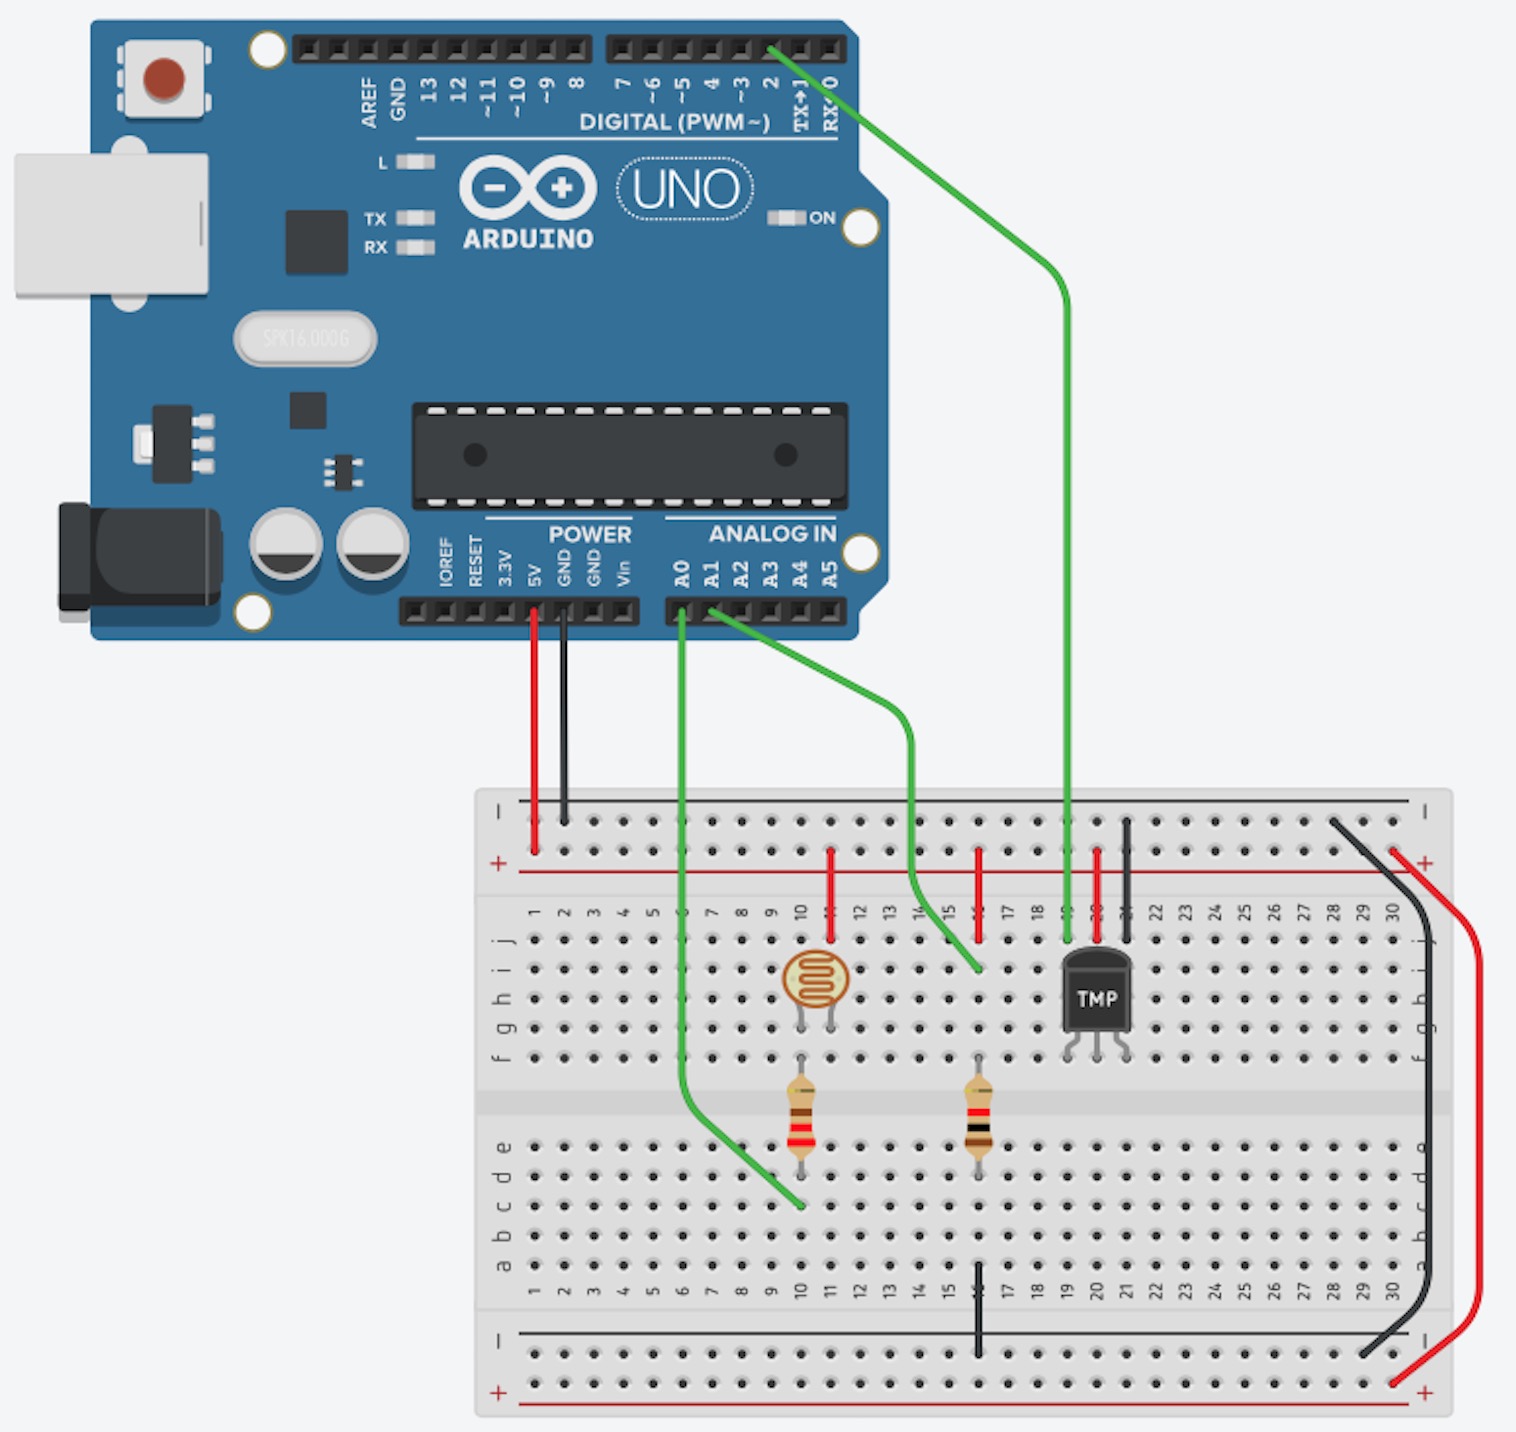 AREF GND 13 12 ~11 ~10 ~9 8 7 ~6 ~5 4 ~3 2 TX→1 RX←0
DIGITAL (PWM~)
L
TX
RX
UNO
ARDUINO
ON
SPK16.000G
POWER
ANALOG IN
IOREF RESET 3.3V 5V GND GND Vin A0 A1 A2 A3 A4 A5
− −
+ +
1 2 3 4 5 6 7 8 9 10 11 12 13 14 15 16 17 18 19 20 21 22 23 24 25 26 27 28 29 30
j j
i i
h h
TMP
g g
f f
e e
d d
c c
b b
a a
1 2 3 4 5 6 7 8 9 10 11 12 13 14 15 16 17 18 19 20 21 22 23 24 25 26 27 28 29 30
− −
+ +